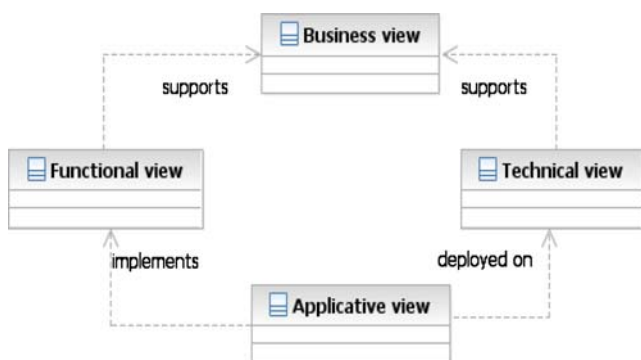 Business view
supports
supports
Functional view
Technical view
implements
deployed on
Applicative view